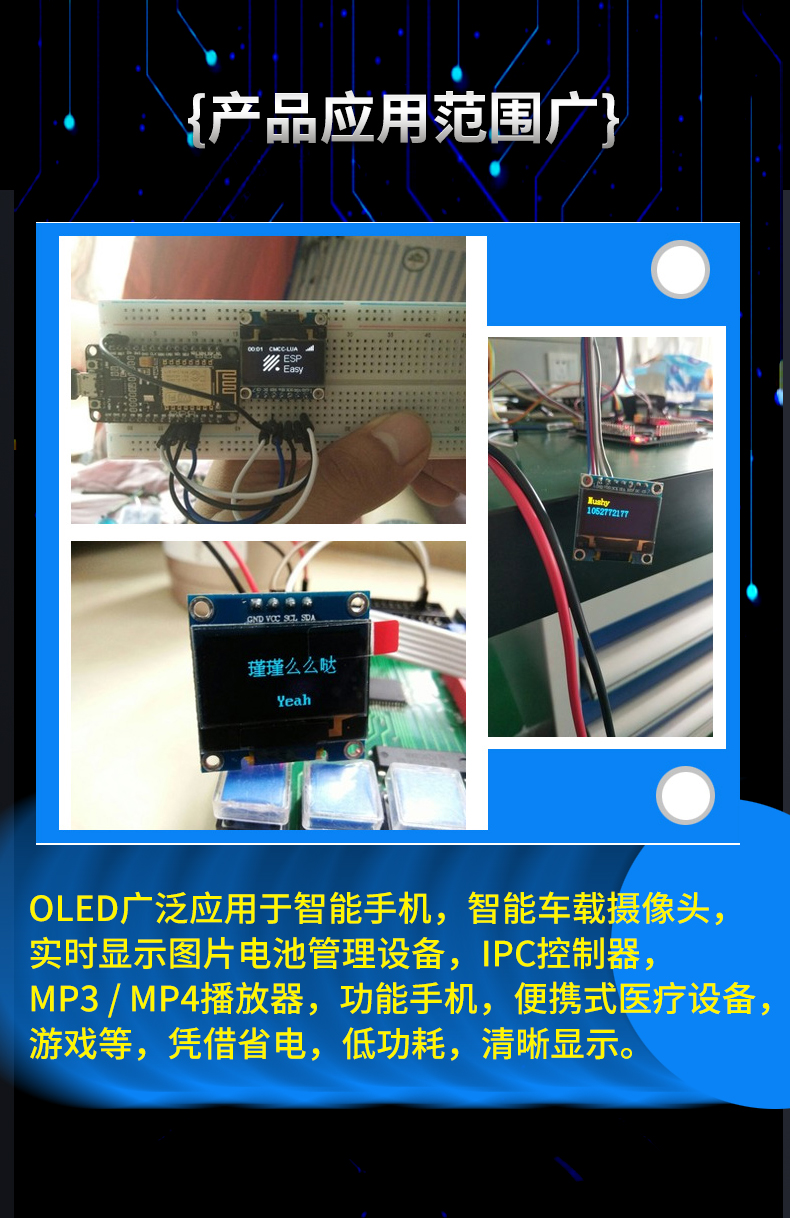 {产品应用范围广}
00:01 CMCC-LUA
ESP
Easy
Mushy
1052772177
GND VCC SCL SDA
瑾瑾么么哒
Yeah
OLED广泛应用于智能手机，智能车载摄像头，
实时显示图片电池管理设备，IPC控制器，
MP3 / MP4播放器，功能手机，便携式医疗设备，
游戏等，凭借省电，低功耗，清晰显示。